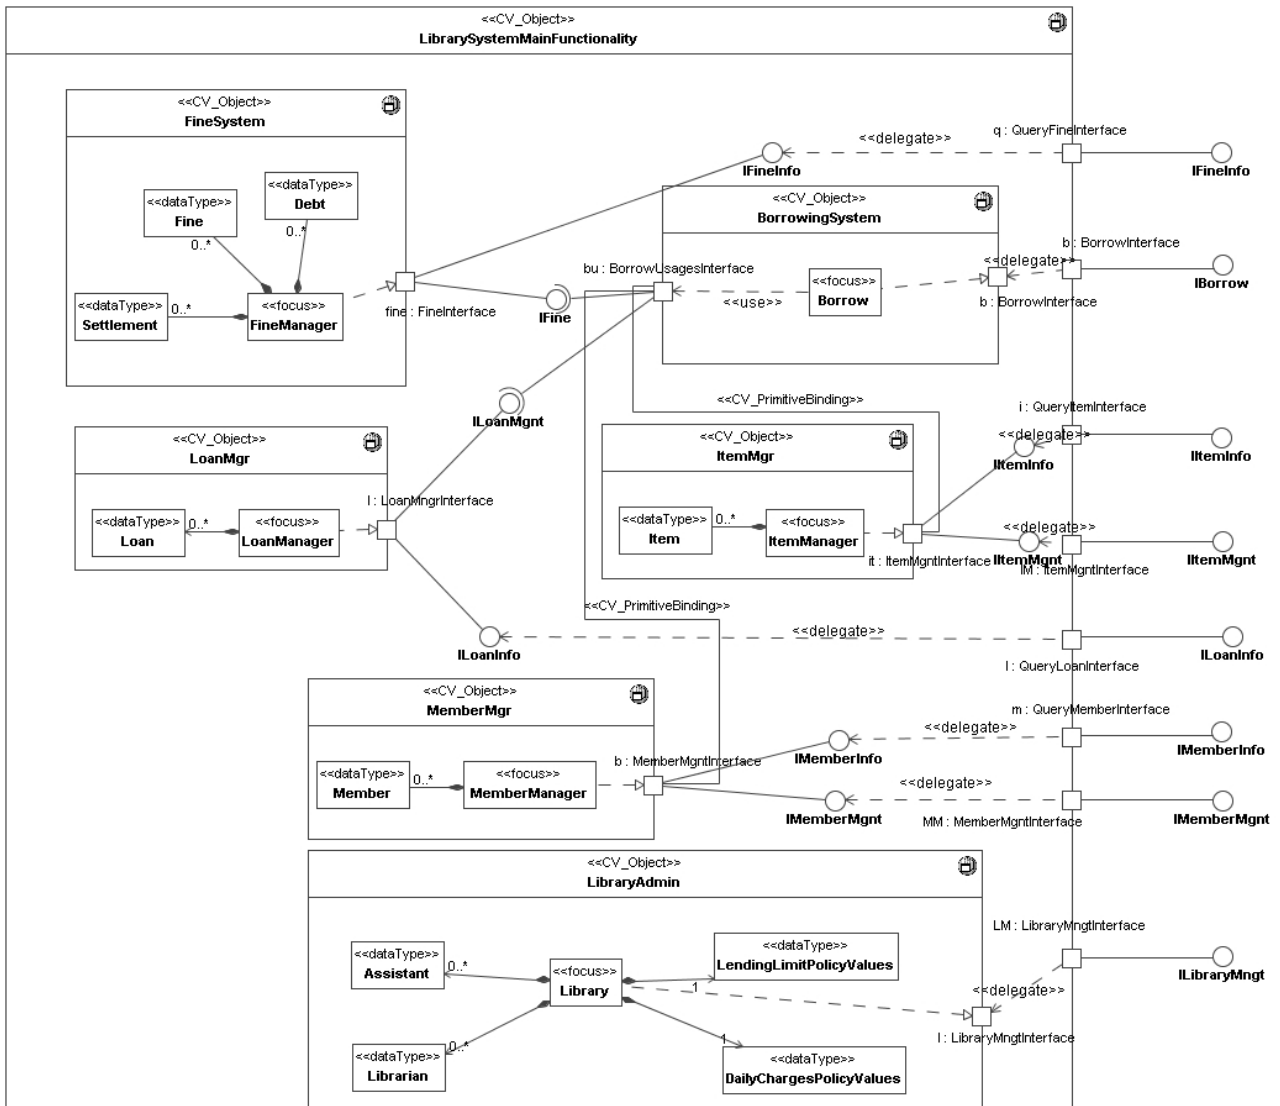 <<CV_Object>>
LibrarySystemMainFunctionality
<<CV_Object>>
FineSystem
<<dataType>>
Fine
0..*
<<dataType>>
Debt
0..*
<<dataType>>
Settlement
0..*
<<focus>>
FineManager
fine : FineInterface
IFine
IFineInfo
<<delegate>>
q : QueryFineInterface
IFineInfo
<<CV_Object>>
BorrowingSystem
bu : BorrowUsagesInterface
<<use>>
<<focus>>
Borrow
<<delegate>>
b : BorrowInterface
b : BorrowInterface
IBorrow
ILoanMgnt
<<CV_PrimitiveBinding>>
<<CV_Object>>
LoanMgr
l : LoanMngrInterface
<<dataType>>
Loan
0..*
<<focus>>
LoanManager
<<CV_Object>>
ItemMgr
<<dataType>>
Item
0..*
<<focus>>
ItemManager
it : ItemMgntInterface
i : QueryItemInterface
<<delegate>>
IItemInfo
IItemInfo
<<delegate>>
IItemMgnt
IM : ItemMgntInterface
IItemMgnt
<<CV_PrimitiveBinding>>
ILoanInfo
<<delegate>>
l : QueryLoanInterface
ILoanInfo
<<CV_Object>>
MemberMgr
<<dataType>>
Member
0..*
<<focus>>
MemberManager
b : MemberMgntInterface
m : QueryMemberInterface
<<delegate>>
IMemberInfo
IMemberInfo
<<delegate>>
IMemberMgnt
MM : MemberMgntInterface
IMemberMgnt
<<CV_Object>>
LibraryAdmin
<<dataType>>
Assistant
0..*
<<focus>>
Library
<<dataType>>
LendingLimitPolicyValues
1
<<dataType>>
Librarian
0..*
1
<<dataType>>
DailyChargesPolicyValues
LM : LibraryMngtInterface
<<delegate>>
l : LibraryMngtInterface
ILibraryMngt